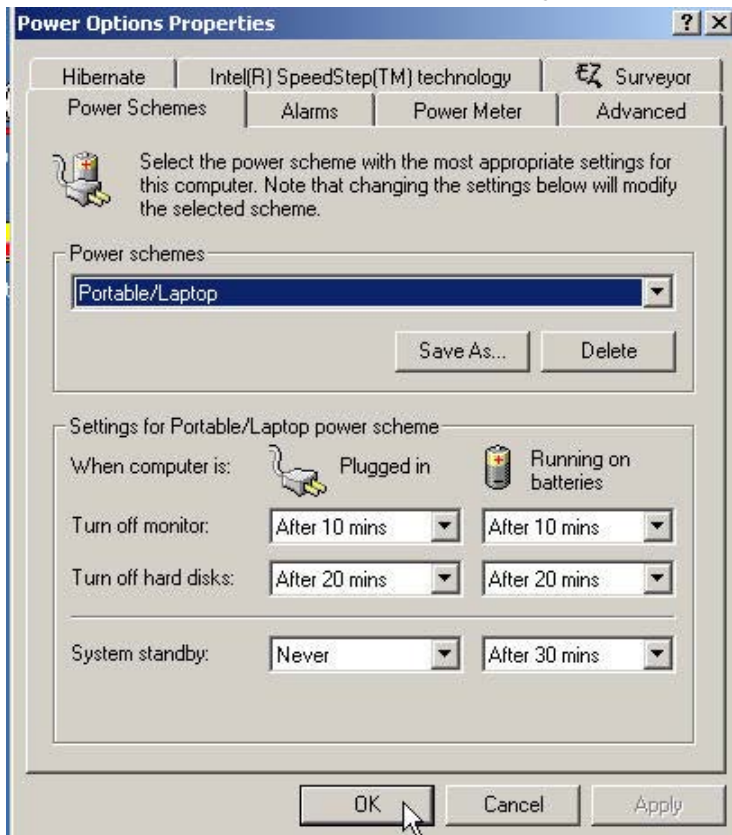 Power Options Properties
Hibernate Intel(R) SpeedStep(TM) technology EZ Surveyor
Power Schemes Alarms Power Meter Advanced
Select the power scheme with the most appropriate settings for
this computer. Note that changing the settings below will modify
the selected scheme.
Power schemes
Portable/Laptop
Save As... Delete
Settings for Portable/Laptop power scheme
When computer is: Plugged in Running on
batteries
Turn off monitor: After 10 mins After 10 mins
Turn off hard disks: After 20 mins After 20 mins
System standby: Never After 30 mins
OK Cancel Apply